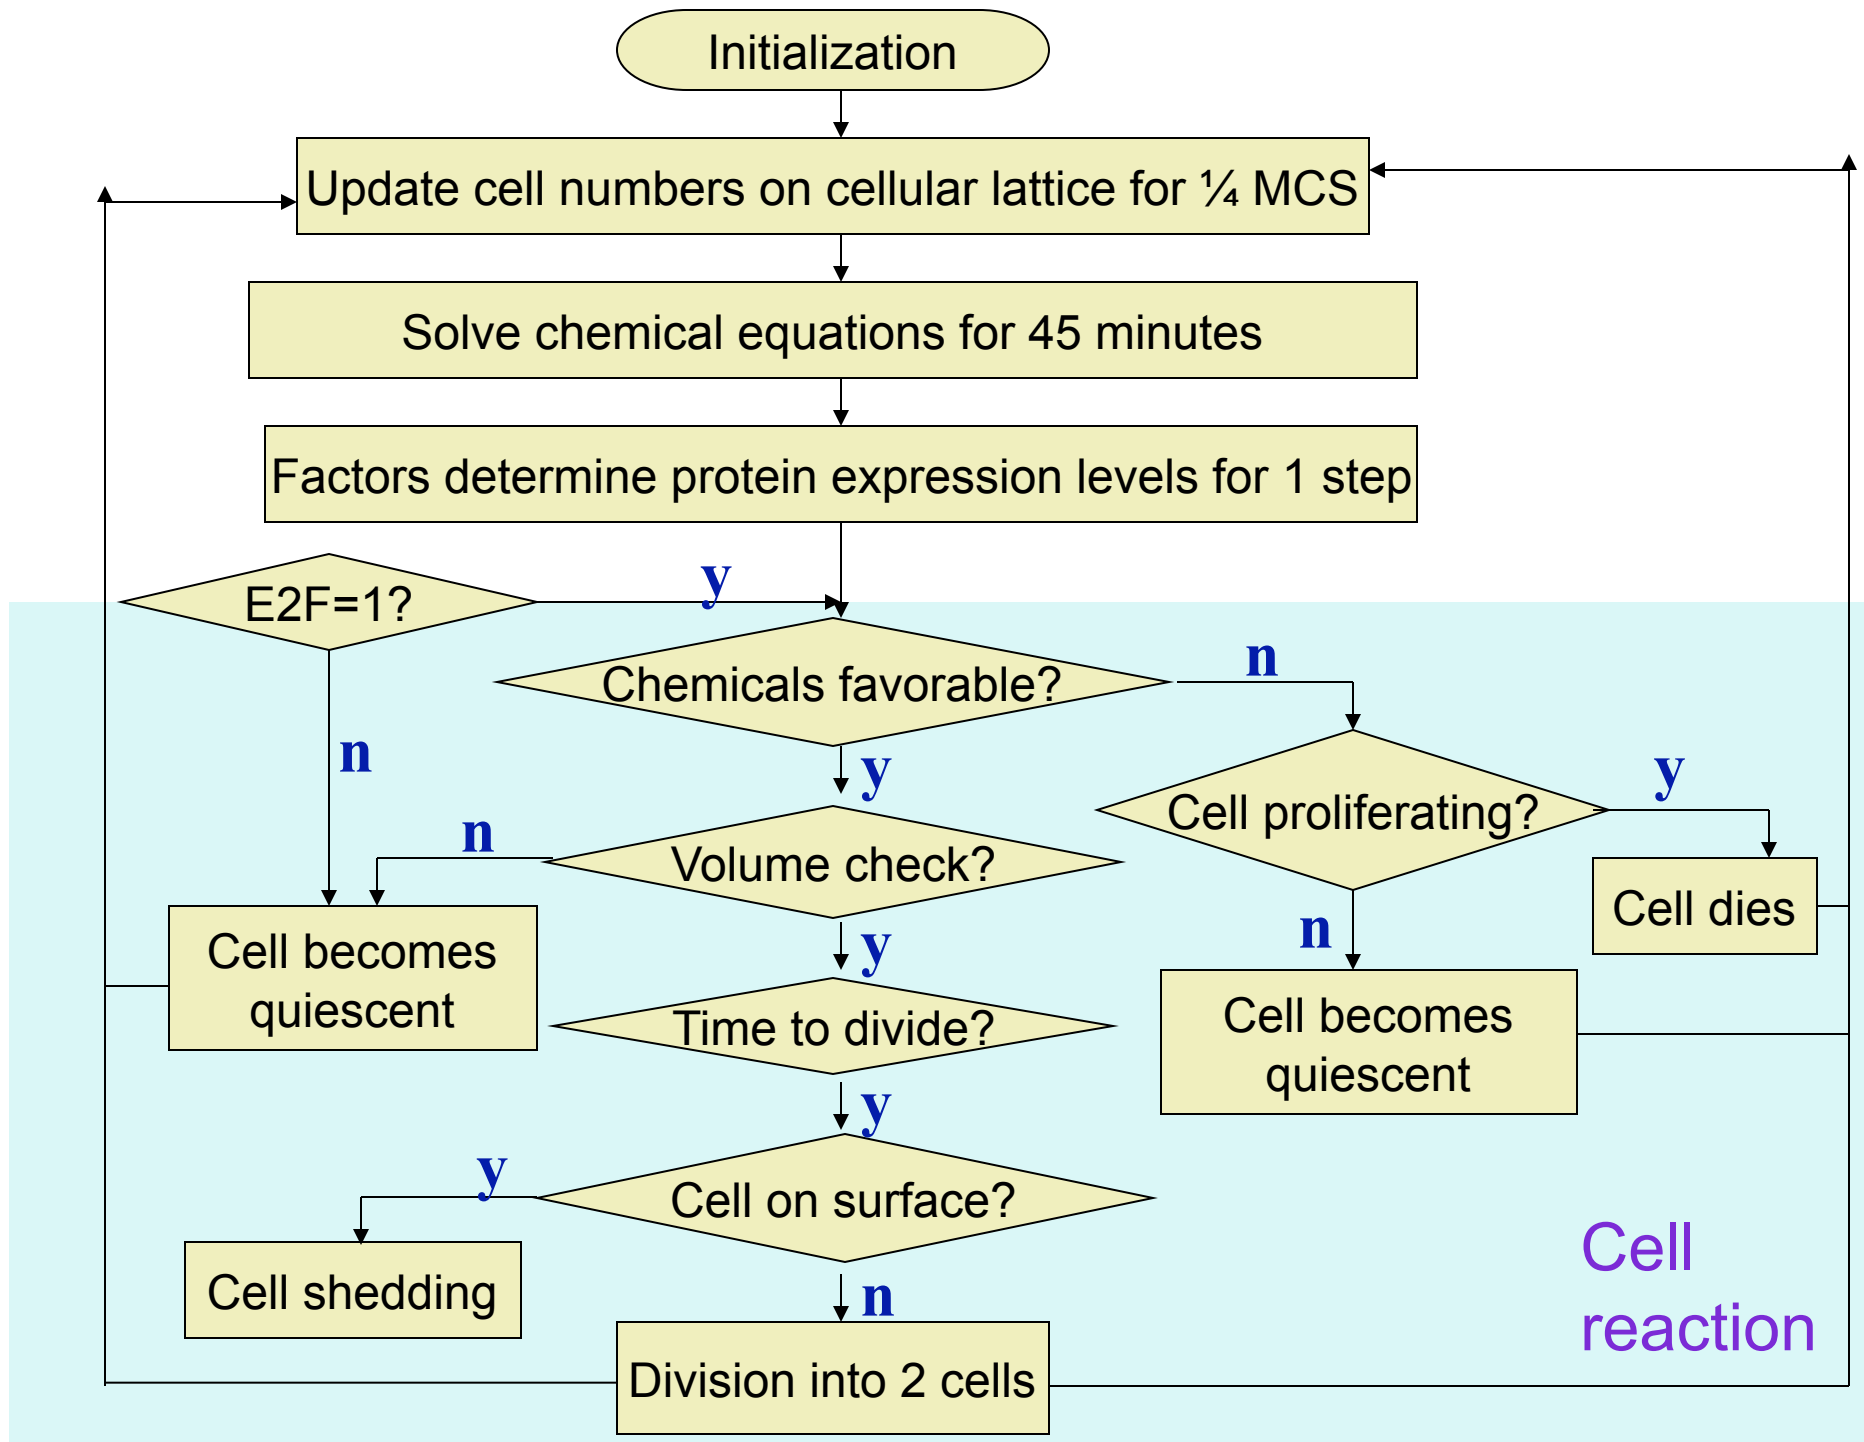 Initialization
Update cell numbers on cellular lattice for ¼ MCS
Solve chemical equations for 45 minutes
Factors determine protein expression levels for 1 step
E2F=1?
y
Chemicals favorable?
n
n
y
Cell proliferating?
y
n
Volume check?
Cell dies
n
y
Cell becomes
quiescent
Time to divide?
Cell becomes
quiescent
y
y
Cell on surface?
Cell shedding
n
Cell
reaction
Division into 2 cells